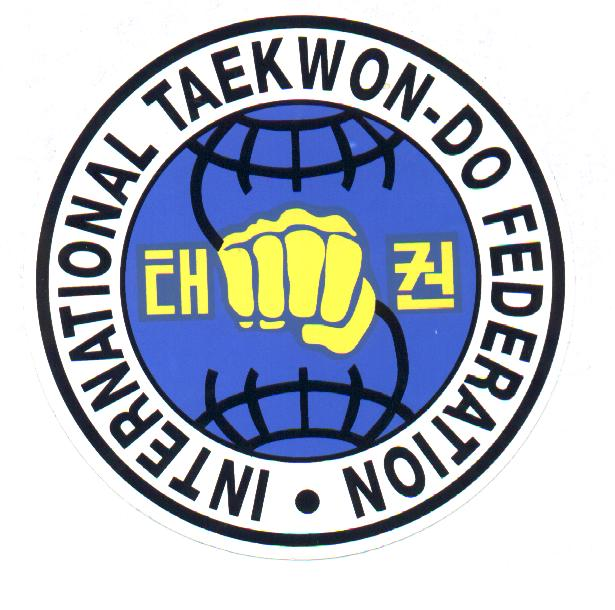 INTERNATIONAL TAEKWON-DO FEDERATION •
태 권